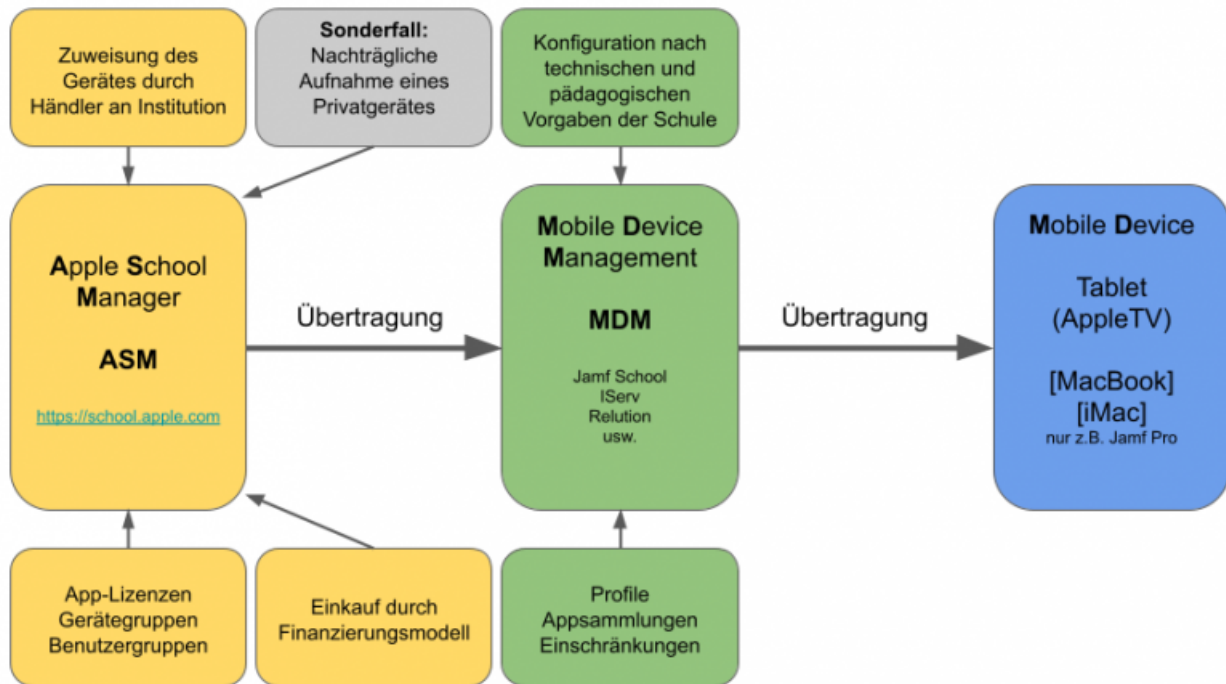 Zuweisung des
Gerätes durch
Händler an Institution
Sonderfall:
Nachträgliche
Aufnahme eines
Privatgerätes
Konfiguration nach
technischen und
pädagogischen
Vorgaben der Schule
Apple School
Manager
ASM
https://school.apple.com
Übertragung
Mobile Device
Management
MDM
Jamf School
IServ
Relution
usw.
Übertragung
Mobile Device
Tablet
(AppleTV)
[MacBook]
[iMac]
nur z.B. Jamf Pro
App-Lizenzen
Gerätegruppen
Benutzergruppen
Einkauf durch
Finanzierungsmodell
Profile
Appsammlungen
Einschränkungen